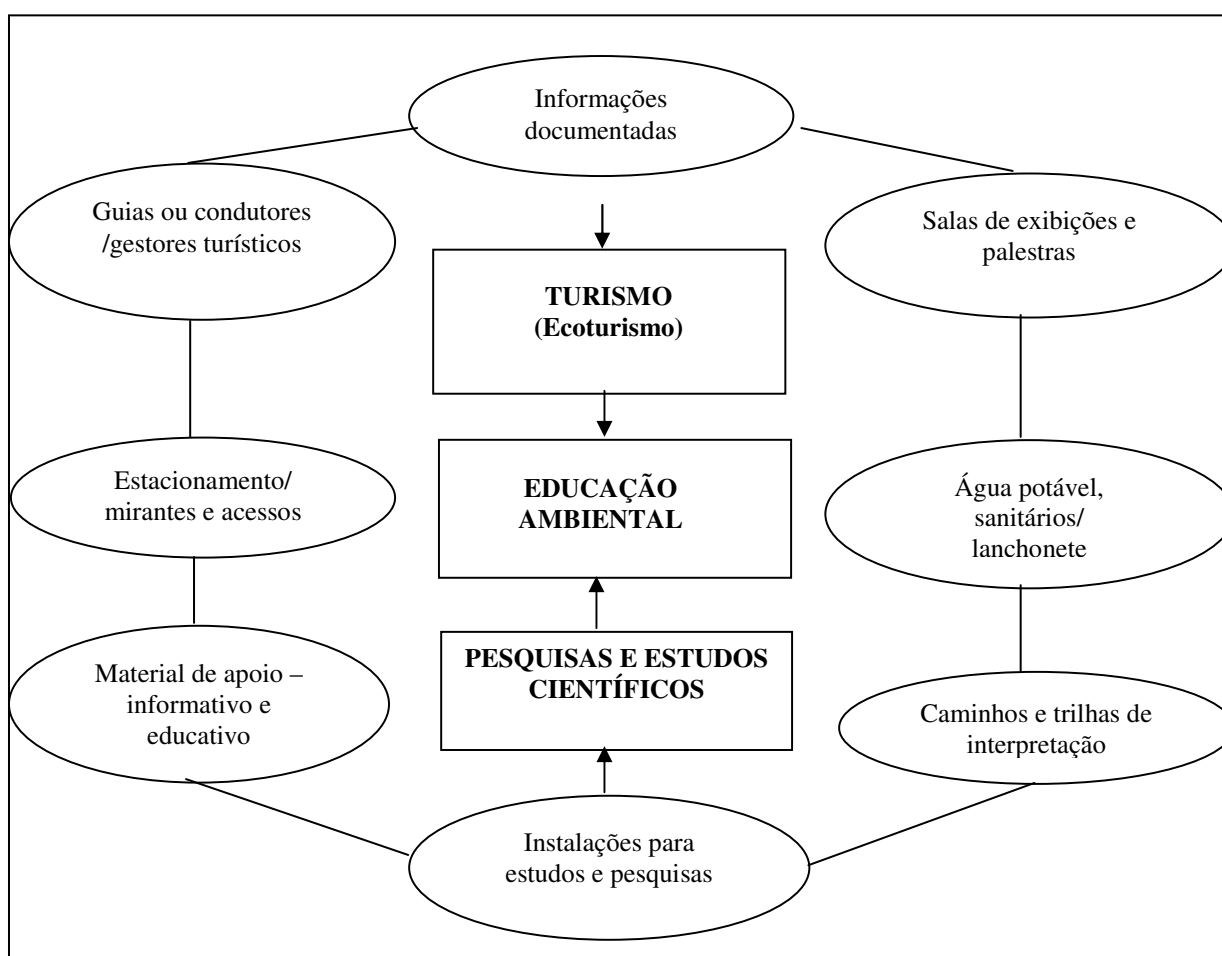 Informações
documentadas
Guias ou condutores
/gestores turísticos
Salas de exibições e
palestras
TURISMO
(Ecoturismo)
Estacionamento/
mirantes e acessos
EDUCAÇÃO
AMBIENTAL
Água potável,
sanitários/
lanchonete
Material de apoio –
informativo e
educativo
PESQUISAS E ESTUDOS
CIENTÍFICOS
Caminhos e trilhas de
interpretação
Instalações para
estudos e pesquisas